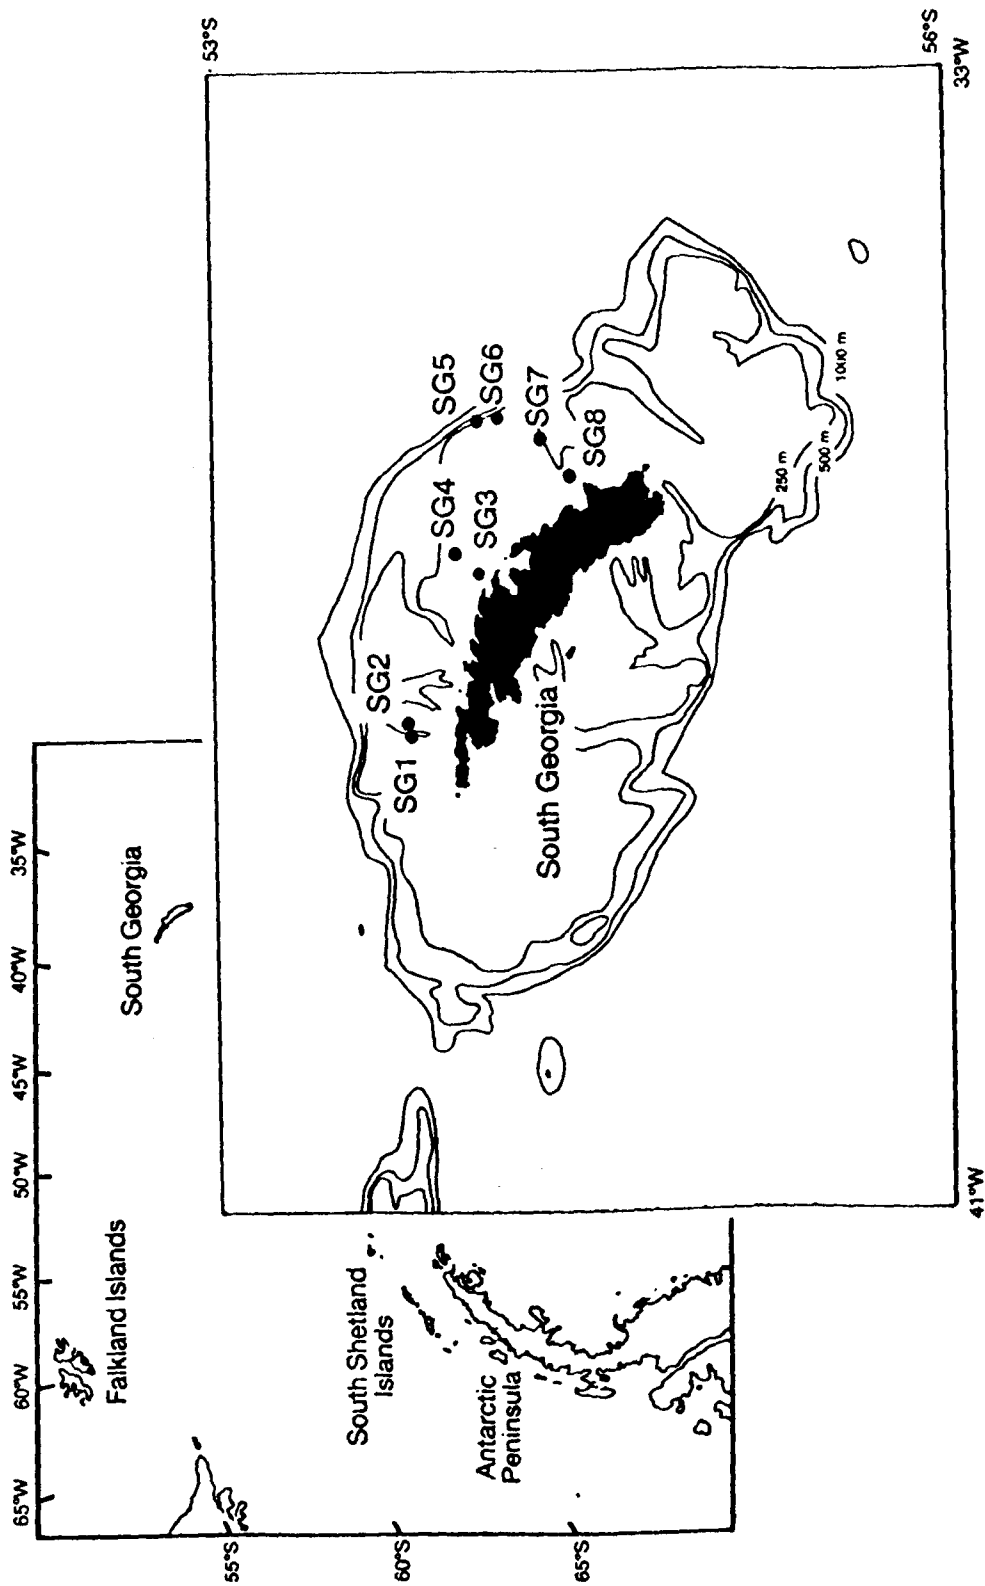 65°W
60°W
55°W
50°W
45°W
40°W
35°W
Falkland Islands
South Georgia
55°S
60°S
65°S
South Shetland
Islands
Antarctic
Peninsula
53°S
56°S
41°W
33°W
SG1
SG2
SG3
SG4
SG5
SG6
SG7
SG8
South Georgia
250 m
500 m
1000 m